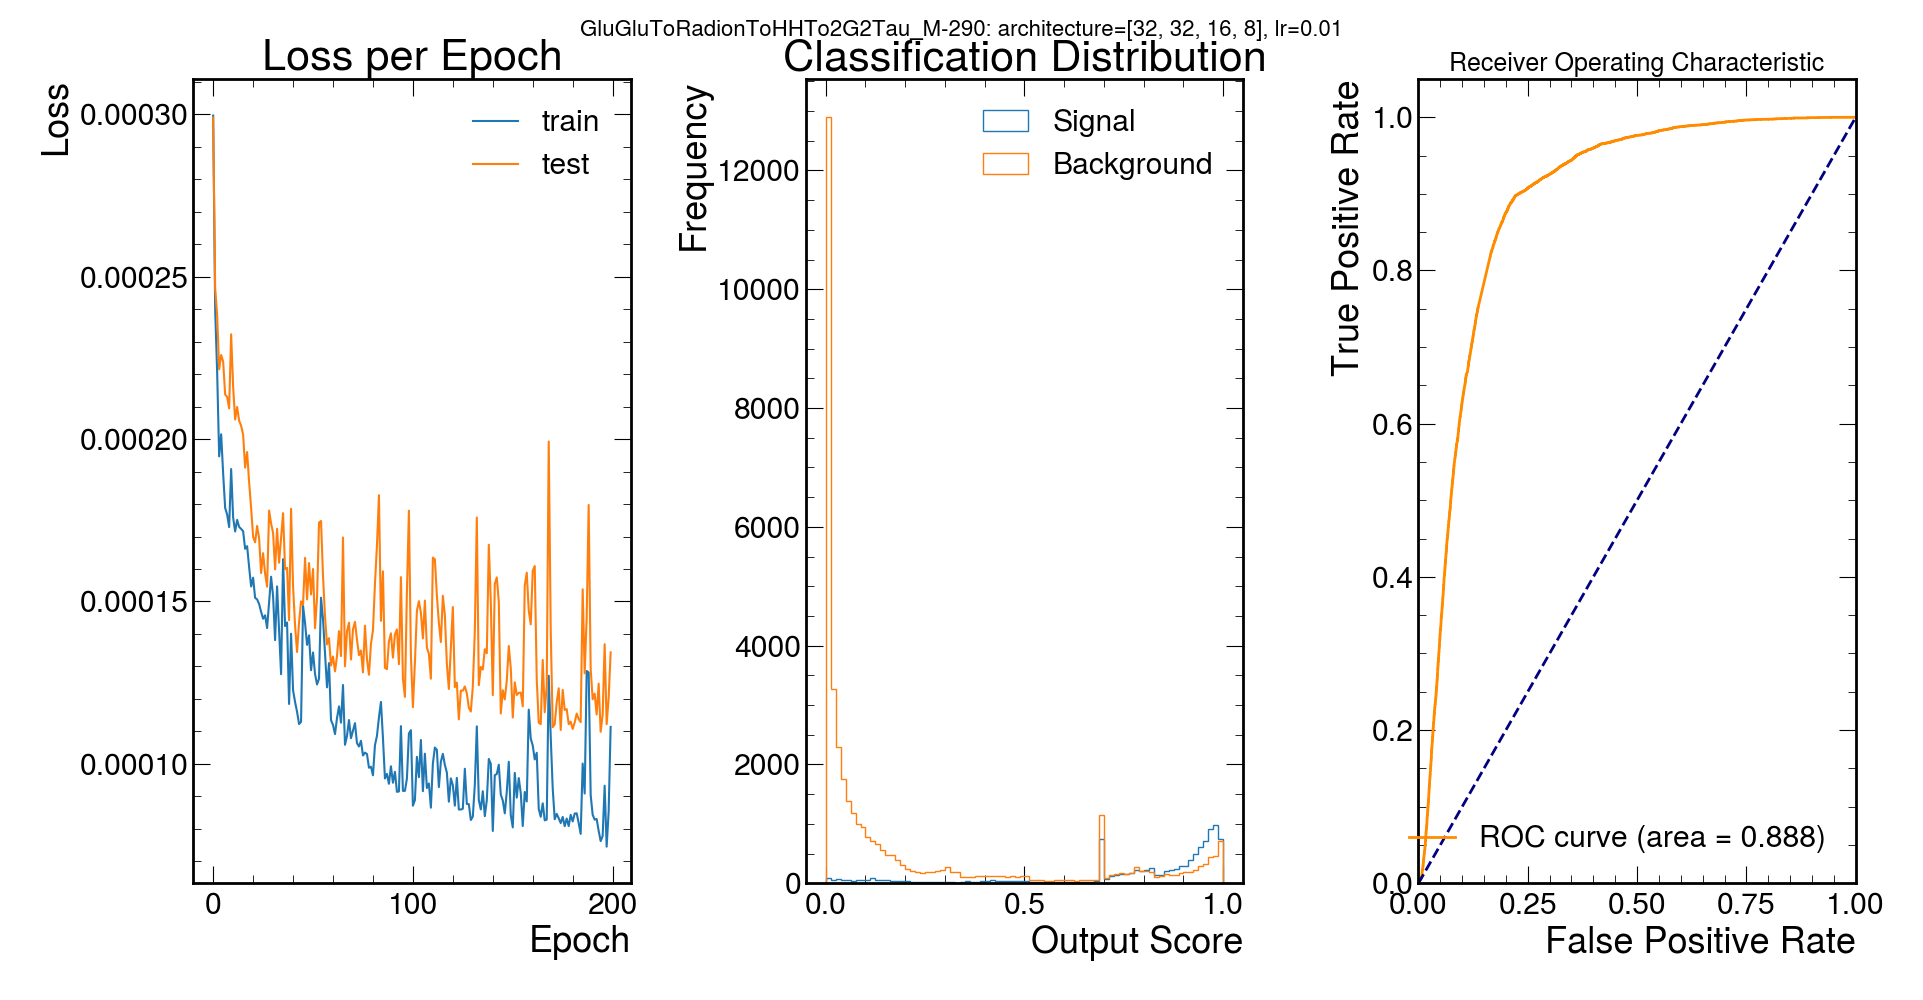 GluGluToRadionToHHTo2G2Tau_M-290: architecture=[32, 32, 16, 8], lr=0.01
Loss per Epoch
Loss
0.00030
0.00025
0.00020
0.00015
0.00010
train
test
0
100
200
Epoch
Classification Distribution
Frequency
12000
10000
8000
6000
4000
2000
0
Signal
Background
0.0
0.5
1.0
Output Score
Receiver Operating Characteristic
True Positive Rate
1.0
0.8
0.6
0.4
0.2
0.0
ROC curve (area = 0.888)
0.00
0.25
0.50
0.75
1.00
False Positive Rate